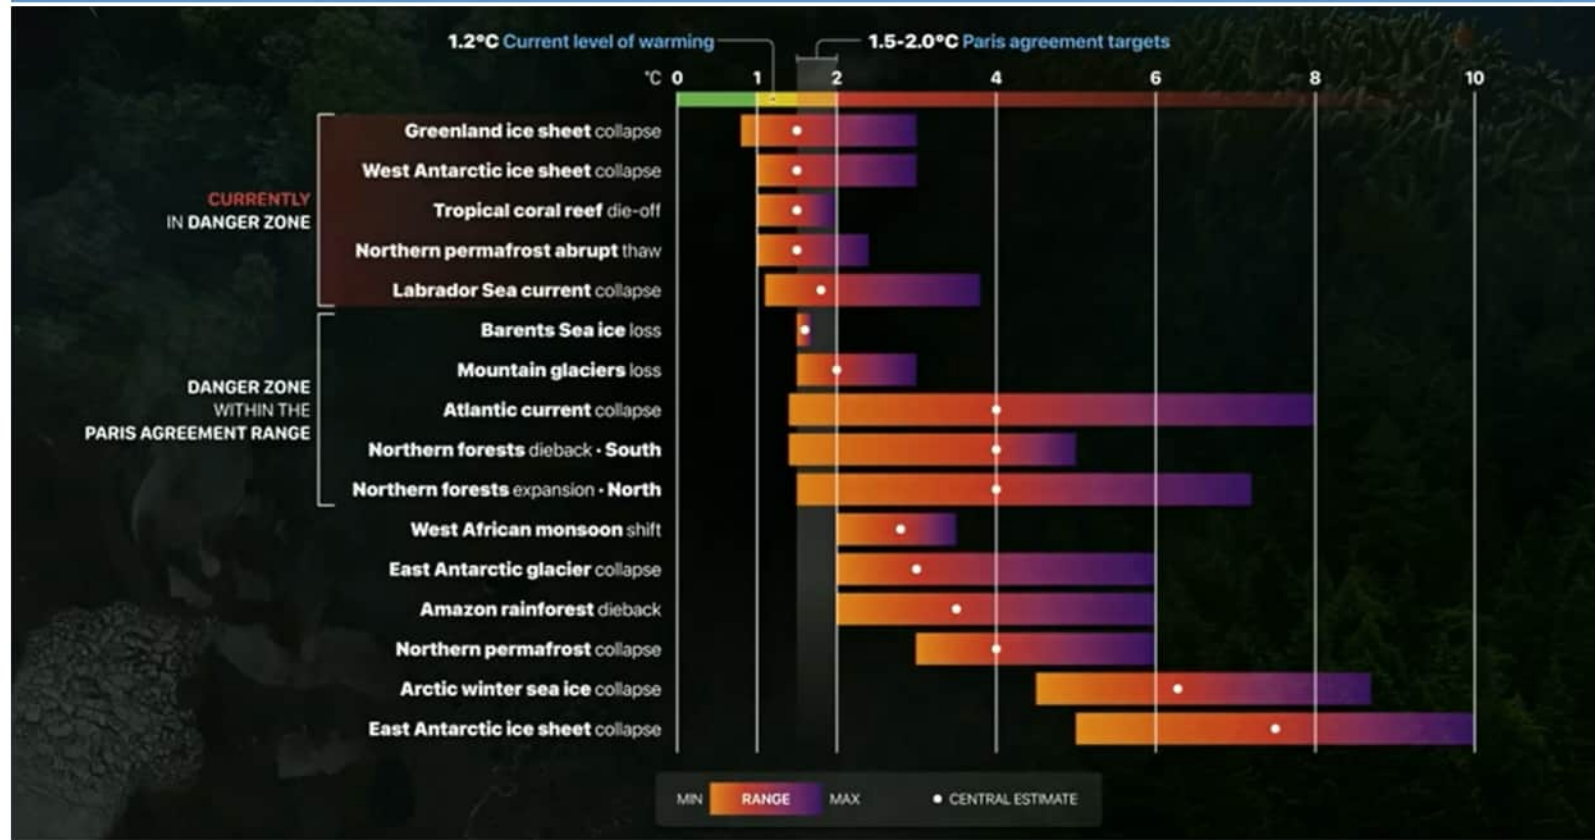 1.2°C Current level of warming
1.5-2.0°C Paris agreement targets
°C 0 1 2 4 6 8 10
Greenland ice sheet collapse
West Antarctic ice sheet collapse
CURRENTLY
IN DANGER ZONE
Tropical coral reef die-off
Northern permafrost abrupt thaw
Labrador Sea current collapse
Barents Sea ice loss
Mountain glaciers loss
DANGER ZONE
WITHIN THE
PARIS AGREEMENT RANGE
Atlantic current collapse
Northern forests dieback · South
Northern forests expansion · North
West African monsoon shift
East Antarctic glacier collapse
Amazon rainforest dieback
Northern permafrost collapse
Arctic winter sea ice collapse
East Antarctic ice sheet collapse
MIN RANGE MAX CENTRAL ESTIMATE